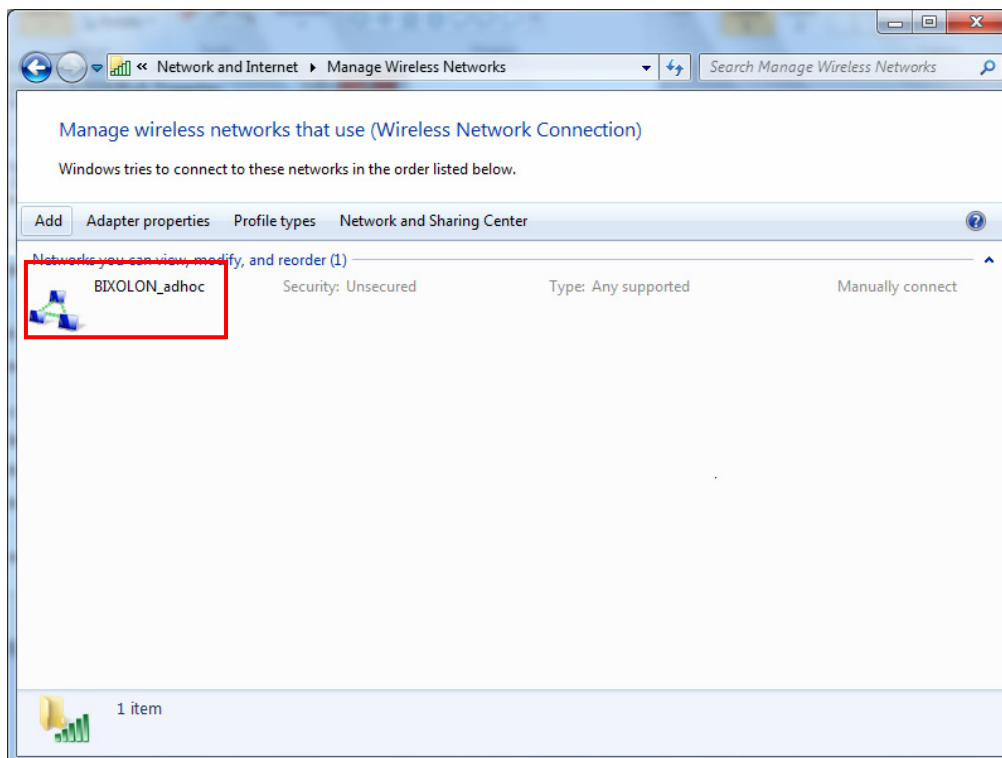 « Network and Internet ▸ Manage Wireless Networks
Search Manage Wireless Networks
Manage wireless networks that use (Wireless Network Connection)
Windows tries to connect to these networks in the order listed below.
Add Adapter properties Profile types Network and Sharing Center
Networks you can view, modify, and reorder (1)
BIXOLON_adhoc Security: Unsecured Type: Any supported Manually connect
1 item